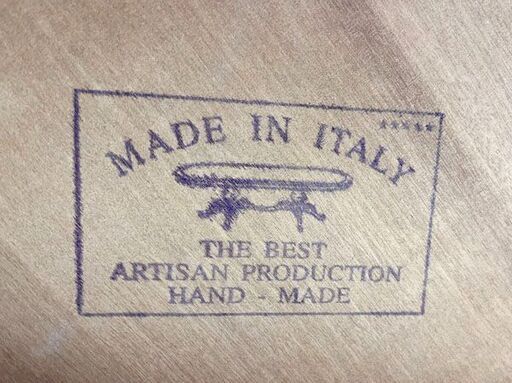 *****
MADE IN ITALY
THE BEST
ARTISAN PRODUCTION
HAND - MADE